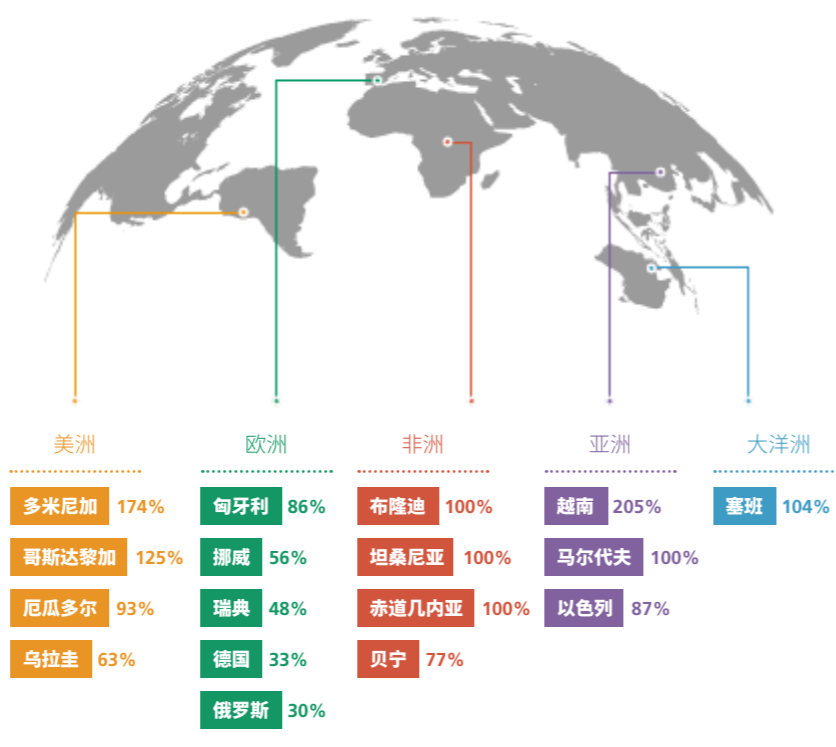 美洲
多米尼加 174%
哥斯达黎加 125%
厄瓜多尔 93%
乌拉圭 63%
欧洲
匈牙利 86%
挪威 56%
瑞典 48%
德国 33%
俄罗斯 30%
非洲
布隆迪 100%
坦桑尼亚 100%
赤道几内亚 100%
贝宁 77%
亚洲
越南 205%
马尔代夫 100%
以色列 87%
大洋洲
塞班 104%